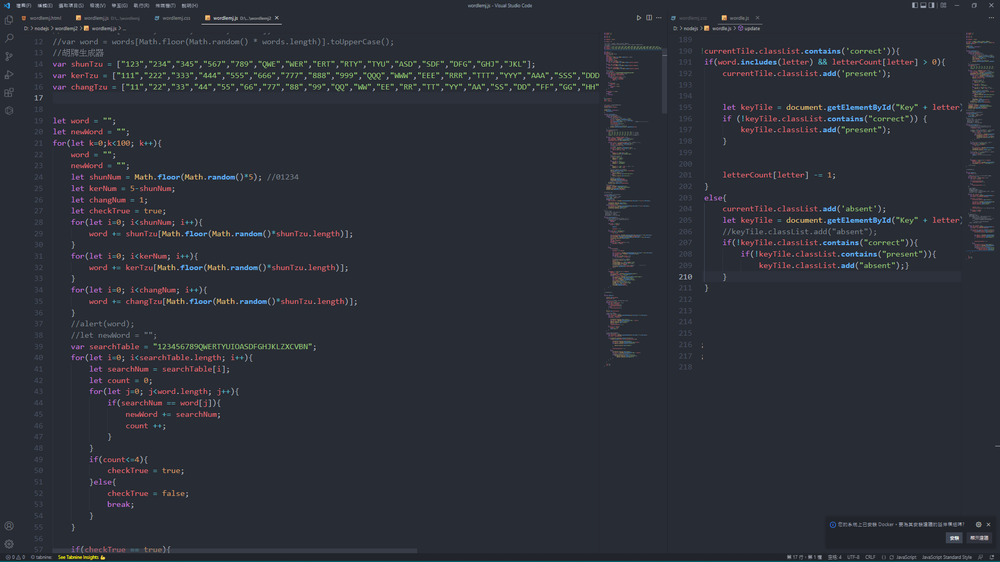 檔案(F) 編輯(E) 選取項目(S) 檢視(V) 移至(G) 執行(R) 終端機(T) 說明(H)
wordlemj.js - Visual Studio Code
wordlemj.html
wordlemj.js D:\...\wordlemj
wordlemj.css
wordlemj.js D:\...\wordlemj2
D: > nodejs > wordlemj2 > wordlemj.js > ...
12 //var word = words[Math.floor(Math.random() * words.length)].toUpperCase();
13 //胡牌生成器
14 var shunTzu = ["123","234","345","567","789","QWE","WER","ERT","RTY","TYU","ASD","SDF","DFG","GHJ","JKL"];
15 var kerTzu = ["111","222","333","444","555","666","777","888","999","QQQ","WWW","EEE","RRR","TTT","YYY","AAA","SSS","DDD
16 var changTzu = ["11","22","33","44","55","66","77","88","99","QQ","WW","EE","RR","TT","YY","AA","SS","DD","FF","GG","HH"
17
18
19 let word = "";
20 let newWord = "";
21 for(let k=0;k<100; k++){
22 word = "";
23 newWord = "";
24 let shunNum = Math.floor(Math.random()*5); //01234
25 let kerNum = 5-shunNum;
26 let changNum = 1;
27 let checkTrue = true;
28 for(let i=0; i<shunNum; i++){
29 word += shunTzu[Math.floor(Math.random()*shunTzu.length)];
30 }
31 for(let i=0; i<kerNum; i++){
32 word += kerTzu[Math.floor(Math.random()*shunTzu.length)];
33 }
34 for(let i=0; i<changNum; i++){
35 word += changTzu[Math.floor(Math.random()*shunTzu.length)];
36 }
37 //alert(word);
38 //let newWord = "";
39 var searchTable = "123456789QWERTYUIOASDFGHJKLZXCVBN";
40 for(let i=0; i<searchTable.length; i++){
41 let searchNum = searchTable[i];
42 let count = 0;
43 for(let j=0; j<word.length; j++){
44 if(searchNum == word[j]){
45 newWord += searchNum;
46 count ++;
47 }
48 }
49 if(count<=4){
50 checkTrue = true;
51 }else{
52 checkTrue = false;
53 break;
54 }
55 }
56
57 if(checkTrue == true){
wordlemj.css
wordle.js
D: > nodejs > wordle.js > update
189
190 !currentTile.classList.contains('correct')){
191 if(word.includes(letter) && letterCount[letter] > 0){
192 currentTile.classList.add('present');
193
194
195 let keyTile = document.getElementById("Key" + letter)
196 if (!keyTile.classList.contains("correct")) {
197 keyTile.classList.add("present");
198 }
199
200
201 letterCount[letter] -= 1;
202 }
203 else{
204 currentTile.classList.add('absent');
205 let keyTile = document.getElementById("Key" + letter)
206 //keyTile.classList.add("absent");
207 if(!keyTile.classList.contains("correct")){
208 if(!keyTile.classList.contains("present")){
209 keyTile.classList.add("absent");}
210 }
211 }
212
213
214
215
216 ;
217 ;
218
您的系統上已安裝 Docker。要為其安裝建議的延伸模組嗎?
安裝 顯示建議
0 0 tabnine: See Tabnine Insights
第 17 行,第 1 欄 空格: 4 UTF-8 CRLF {} JavaScript JavaScript Standard Style